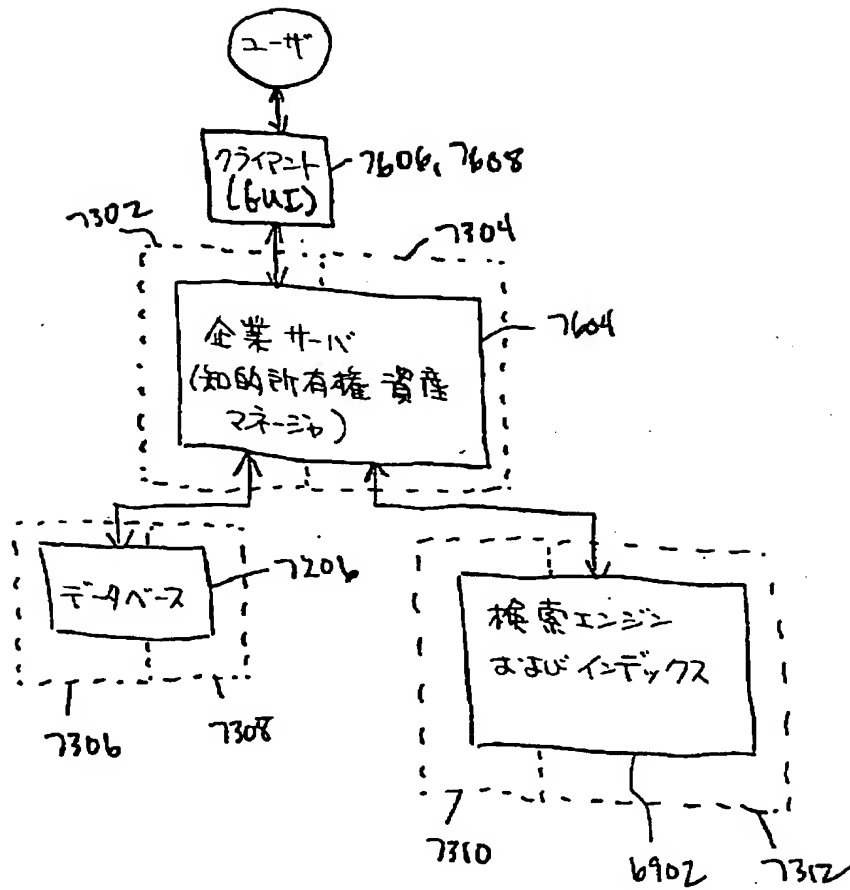 ユーザ
クライアント
(GUI)
7606, 7608
7302
7304
企業 サーバ
(知的所有権 資産
マネージャ)
7604
データベース
7206
検索エンジン
および インデックス
7306
7308
7310
6902
7312